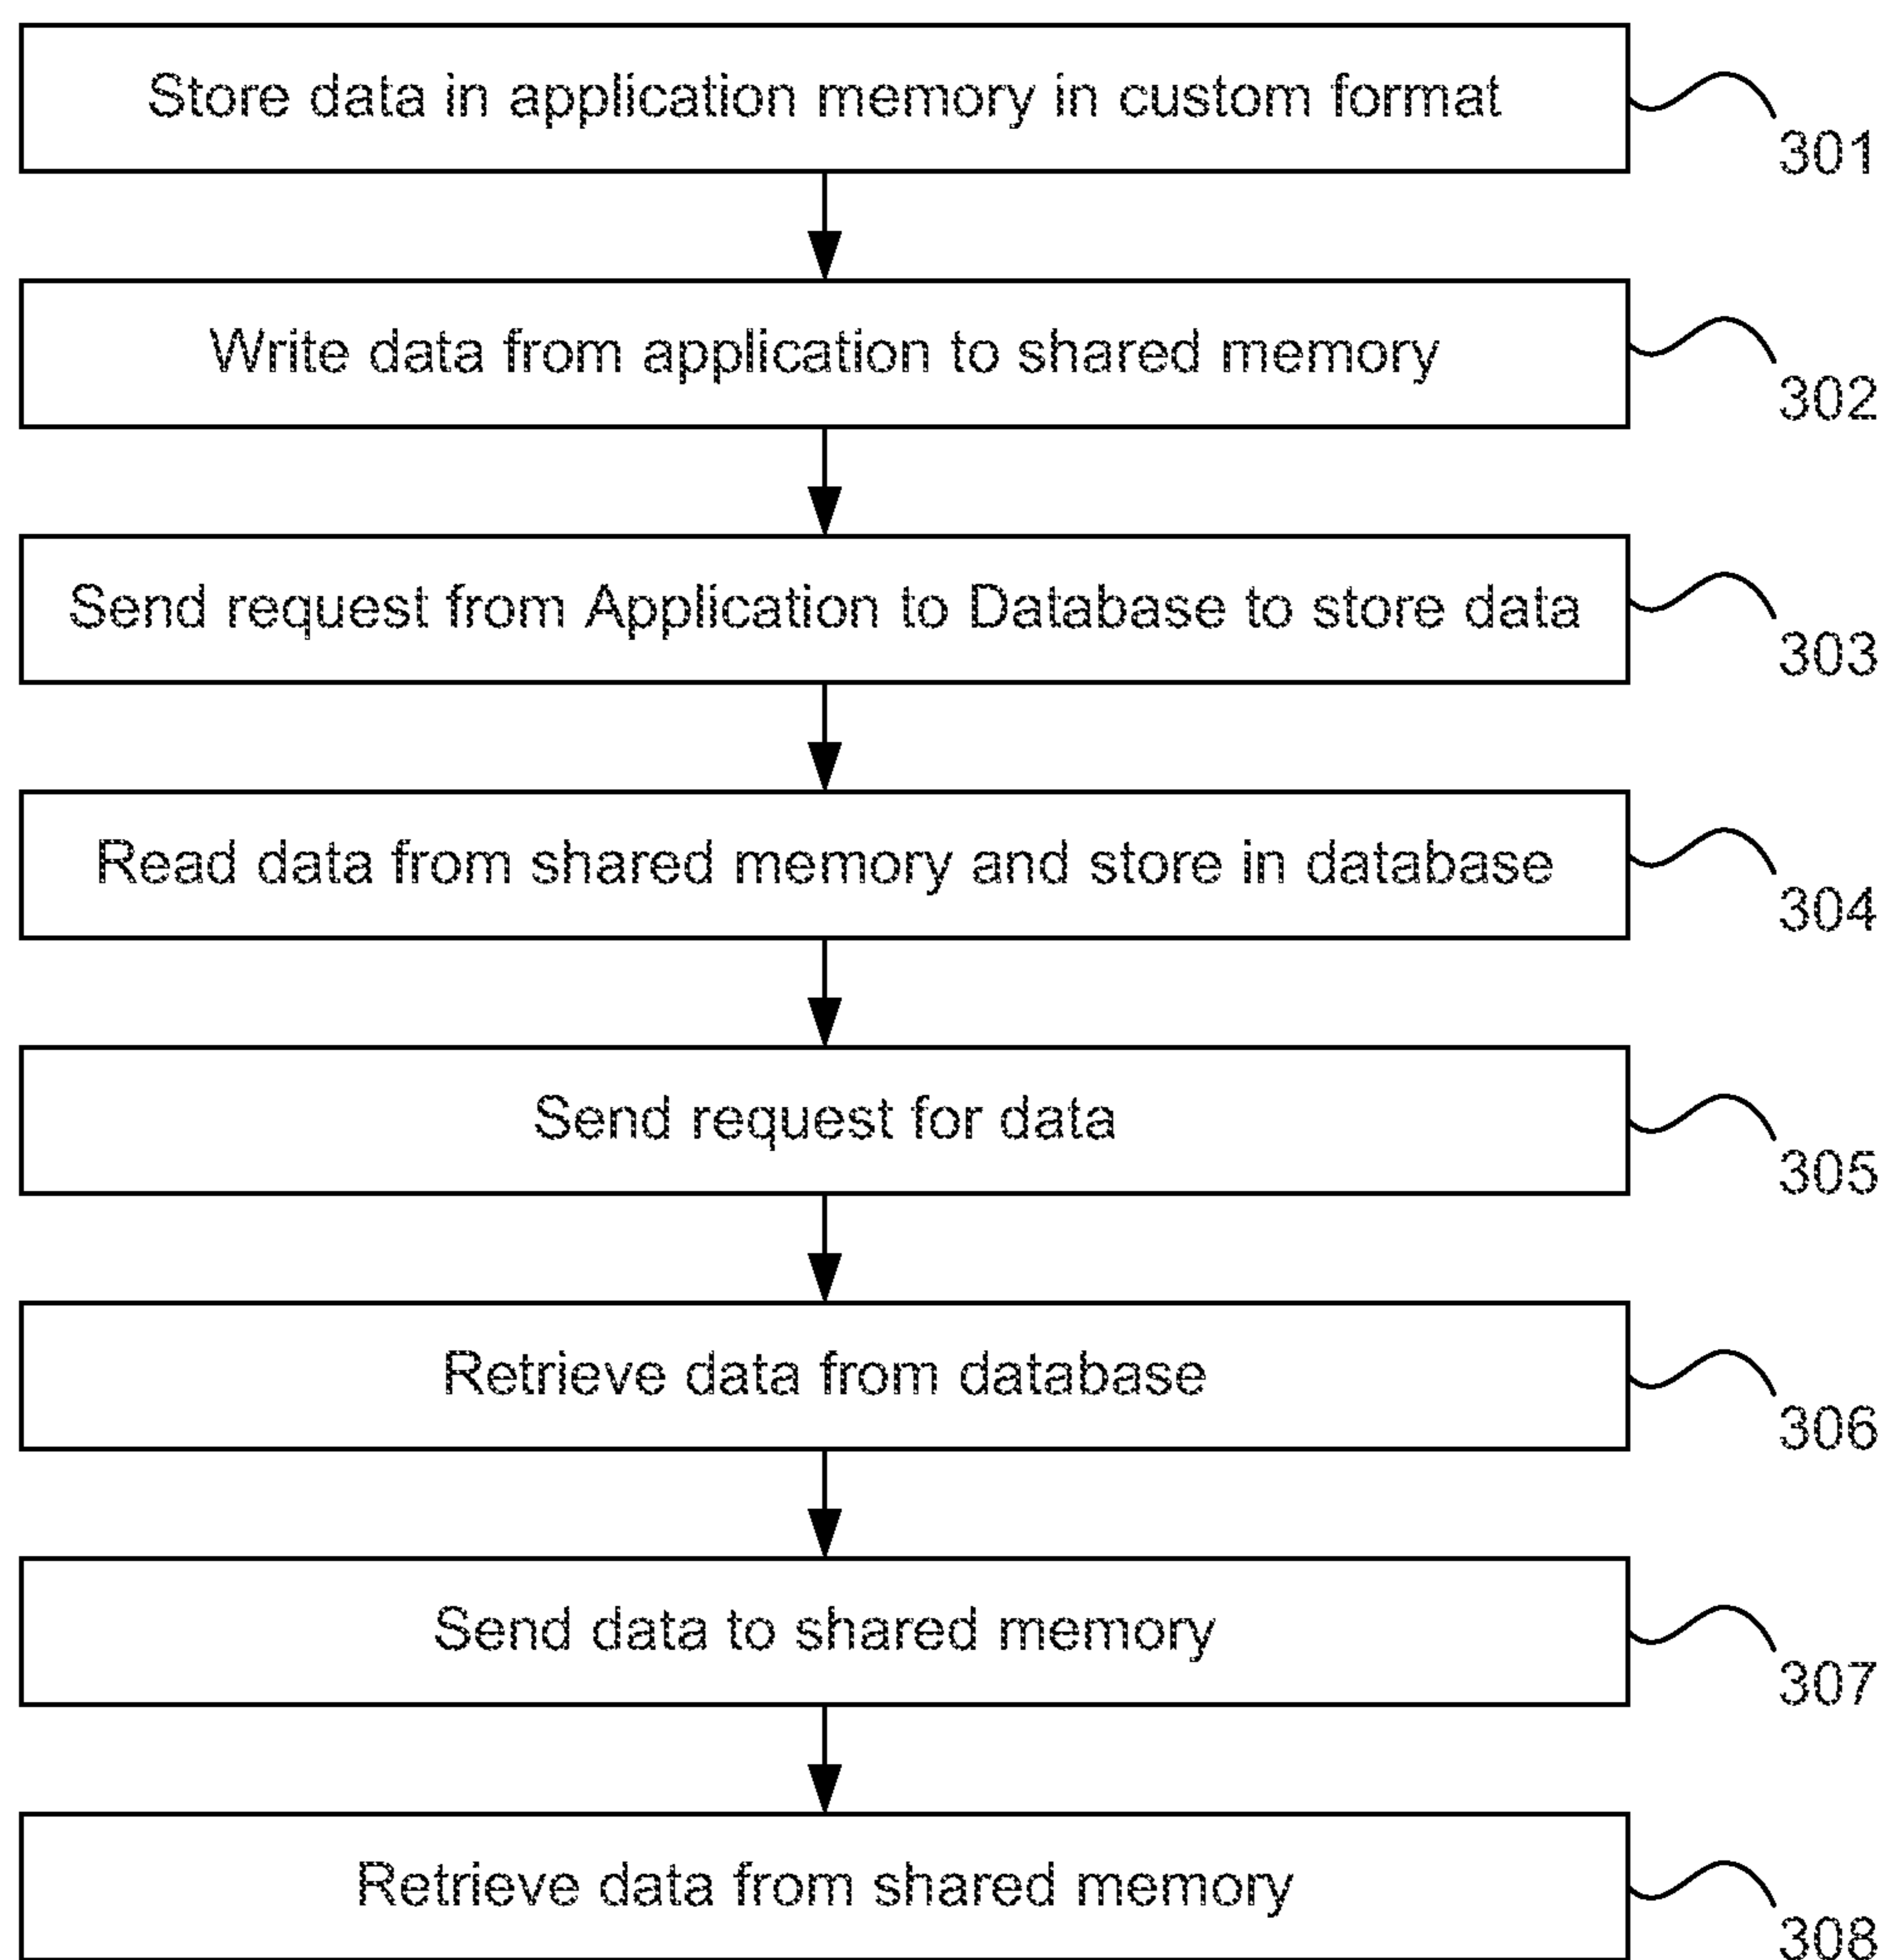 Store data in application memory in custom format
301
Write data from application to shared memory
302
Send request from Application to Database to store data
303
Read data from shared memory and store in database
304
Send request for data
305
Retrieve data from database
306
Send data to shared memory
307
Retrieve data from shared memory
308